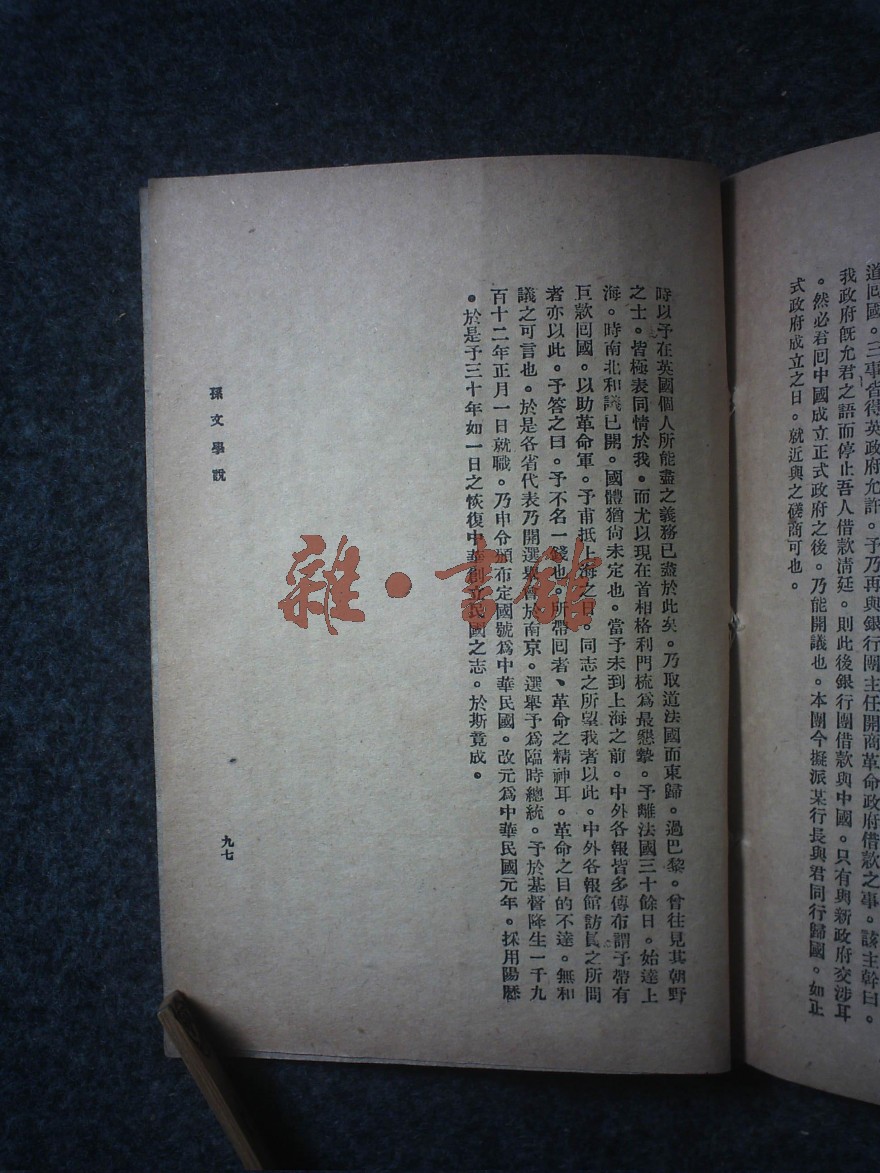 道囘國。三事皆得英政府允許。予乃再與銀行團主任開商革命政府借款之事。該主幹曰。
我政府旣允君之語而停止吾人借款淸廷。則此後銀行團借款與中國。只有與新政府交涉耳
。然必君囘中國成立正式政府之後。乃能開議也。本團今擬派某行長與君同行歸國。如正
式政府成立之日。就近與之磋商可也。
時以予在英國個人所能盡之義務已盡於此矣。乃取道法國而東歸。過巴黎。曾往見其朝野
之士。皆極表同情於我。而尤以現在首相格利門梳爲最懇摯。予離法國三十餘日。始達上
海。時南北和議已開。國體猶尙未定也。當予未到上海之前。中外各報皆多傳布謂予帶有
巨款囘國。以助革命軍。予甫抵上海之日。同志之所望我者以此。中外各報館訪員之所問
者亦以此。予答之曰。予不名一錢也。所帶囘者、革命之精神耳。革命之目的不達。無和
議之可言也。於是各省代表乃開選舉會於南京。選舉予爲臨時總統。予於基督降生一千九
百十二年正月一日就職。乃申令頒布定國號爲中華民國。改元爲中華民國元年。採用陽歷
。於是予三十年如一日之恢復中華創立民國之志。於斯竟成。
孫文學說
九七
雜·書館